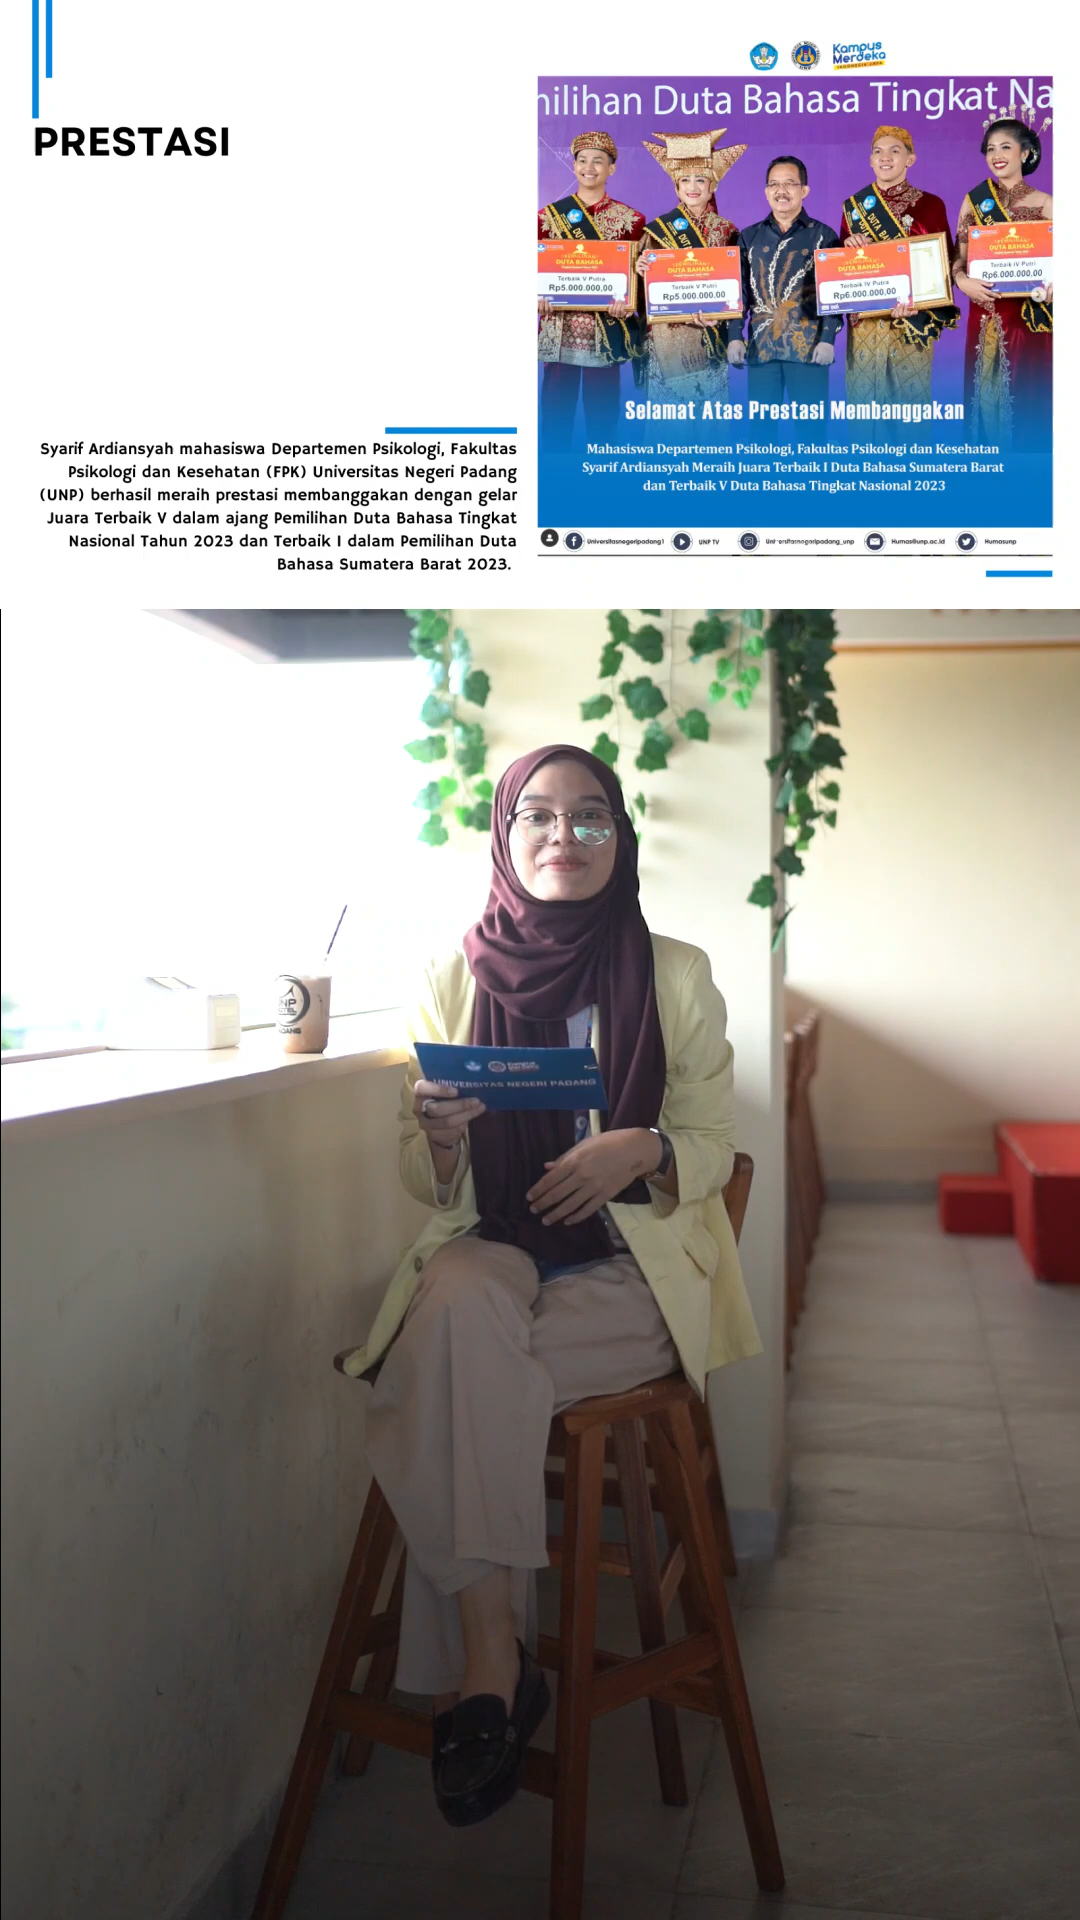 PRESTASI
Syarif Ardiansyah mahasiswa Departemen Psikologi, Fakultas
Psikologi dan Kesehatan (FPK) Universitas Negeri Padang
(UNP) berhasil meraih prestasi membanggakan dengan gelar
Juara Terbaik V dalam ajang Pemilihan Duta Bahasa Tingkat
Nasional Tahun 2023 dan Terbaik I dalam Pemilihan Duta
Bahasa Sumatera Barat 2023.
Kampus
Merdeka
INDONESIA JAYA
milihan Duta Bahasa Tingkat Na
DUTA BAHASA
Terbaik V Putra
Rp5.000.000,00
DUTA BAHASA
Terbaik V Putri
Rp5.000.000,00
DUTA BAHASA
Terbaik IV Putra
Rp6.000.000,00
DUTA BAHASA
Terbaik IV Putri
Rp6.000.000,00
Selamat Atas Prestasi Membanggakan
Mahasiswa Departemen Psikologi, Fakultas Psikologi dan Kesehatan
Syarif Ardiansyah Meraih Juara Terbaik I Duta Bahasa Sumatera Barat
dan Terbaik V Duta Bahasa Tingkat Nasional 2023
Universitasnegeripadang1
UNP TV
Universitasnegeripadang_unp
Humas@unp.ac.id
Humasunp
UNIVERSITAS NEGERI PADANG